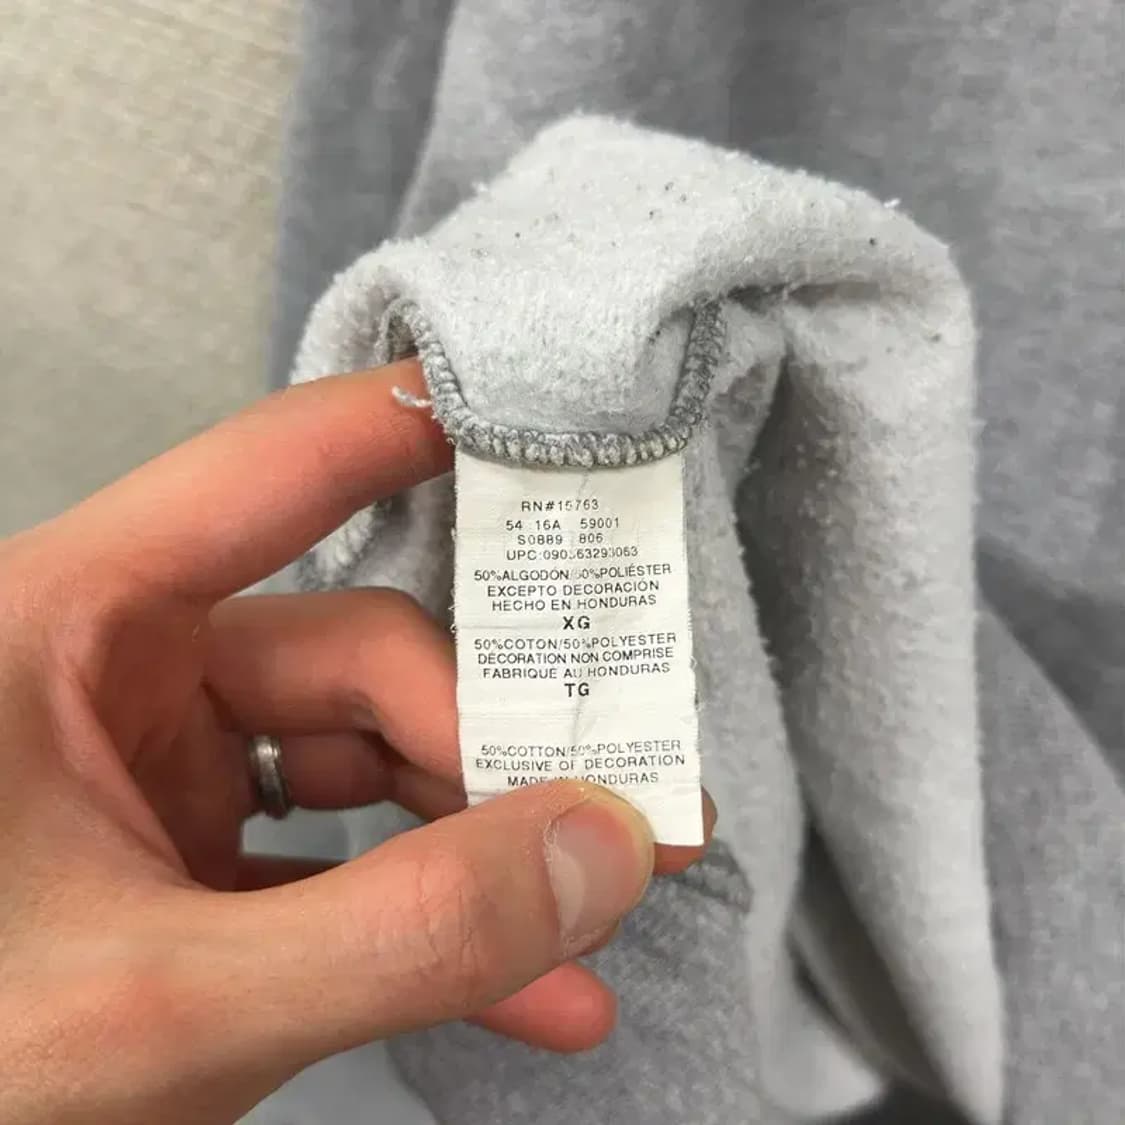 RN#15763
54 16A 59001
S0889 806
50%ALGODÓN/50%POLIÉSTER
EXCEPTO DECORACIÓN
HECHO EN HONDURAS
XG
50%COTON/50%POLYESTER
DÉCORATION NON COMPRISE
FABRIQUÉ AU HONDURAS
TG
50%COTTON/50%POLYESTER
EXCLUSIVE OF DECORATION
MADE IN HONDURAS